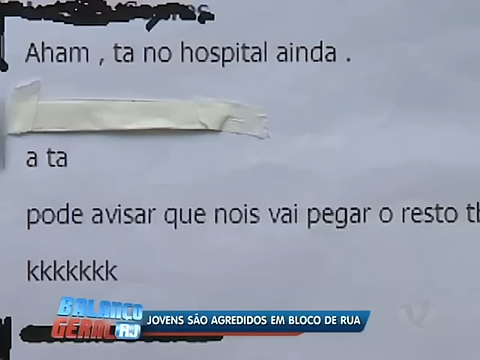 Aham , ta no hospital ainda .
a ta
pode avisar que nois vai pegar o resto tb
kkkkkkk
BALANÇO
GERAL RJ
JOVENS SÃO AGREDIDOS EM BLOCO DE RUA